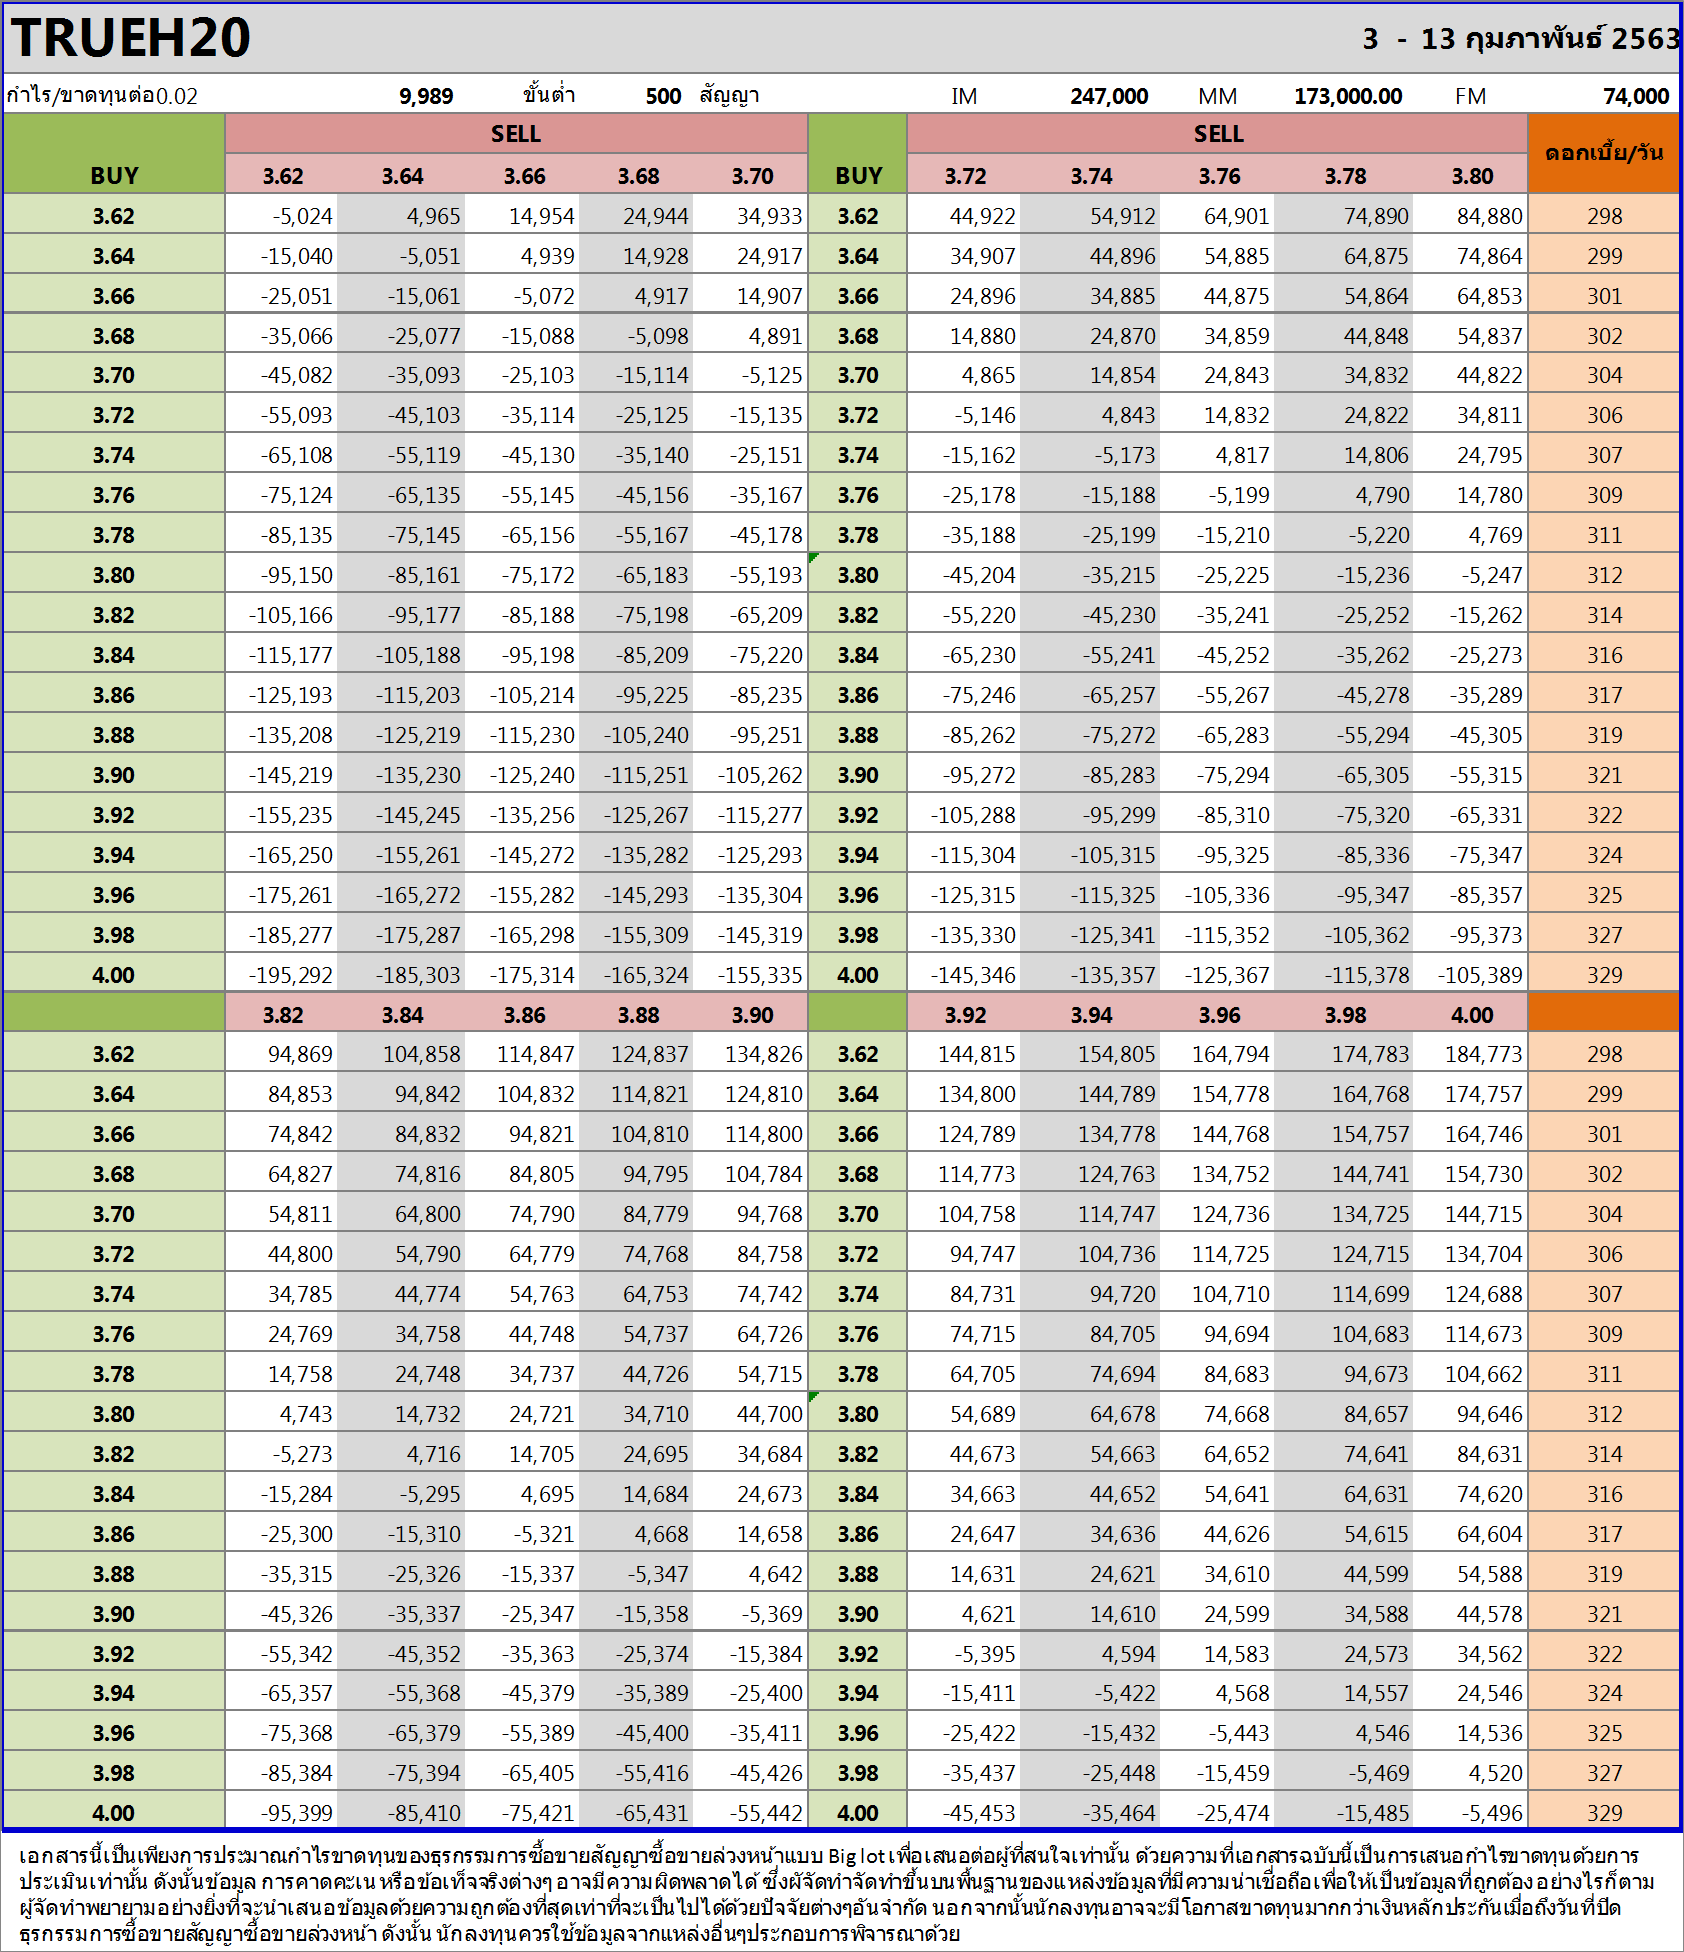 TRUEH20 3 - 13 กุมภาพันธ์ 2563
กำไร/ขาดทุนต่อ0.02 9,989 ขั้นต่ำ 500 สัญญา IM 247,000 MM 173,000.00 FM 74,000
SELL SELL ดอกเบี้ย/วัน
BUY 3.62 3.64 3.66 3.68 3.70 BUY 3.72 3.74 3.76 3.78 3.80
3.62 -5,024 4,965 14,954 24,944 34,933 3.62 44,922 54,912 64,901 74,890 84,880 298
3.64 -15,040 -5,051 4,939 14,928 24,917 3.64 34,907 44,896 54,885 64,875 74,864 299
3.66 -25,051 -15,061 -5,072 4,917 14,907 3.66 24,896 34,885 44,875 54,864 64,853 301
3.68 -35,066 -25,077 -15,088 -5,098 4,891 3.68 14,880 24,870 34,859 44,848 54,837 302
3.70 -45,082 -35,093 -25,103 -15,114 -5,125 3.70 4,865 14,854 24,843 34,832 44,822 304
3.72 -55,093 -45,103 -35,114 -25,125 -15,135 3.72 -5,146 4,843 14,832 24,822 34,811 306
3.74 -65,108 -55,119 -45,130 -35,140 -25,151 3.74 -15,162 -5,173 4,817 14,806 24,795 307
3.76 -75,124 -65,135 -55,145 -45,156 -35,167 3.76 -25,178 -15,188 -5,199 4,790 14,780 309
3.78 -85,135 -75,145 -65,156 -55,167 -45,178 3.78 -35,188 -25,199 -15,210 -5,220 4,769 311
3.80 -95,150 -85,161 -75,172 -65,183 -55,193 3.80 -45,204 -35,215 -25,225 -15,236 -5,247 312
3.82 -105,166 -95,177 -85,188 -75,198 -65,209 3.82 -55,220 -45,230 -35,241 -25,252 -15,262 314
3.84 -115,177 -105,188 -95,198 -85,209 -75,220 3.84 -65,230 -55,241 -45,252 -35,262 -25,273 316
3.86 -125,193 -115,203 -105,214 -95,225 -85,235 3.86 -75,246 -65,257 -55,267 -45,278 -35,289 317
3.88 -135,208 -125,219 -115,230 -105,240 -95,251 3.88 -85,262 -75,272 -65,283 -55,294 -45,305 319
3.90 -145,219 -135,230 -125,240 -115,251 -105,262 3.90 -95,272 -85,283 -75,294 -65,305 -55,315 321
3.92 -155,235 -145,245 -135,256 -125,267 -115,277 3.92 -105,288 -95,299 -85,310 -75,320 -65,331 322
3.94 -165,250 -155,261 -145,272 -135,282 -125,293 3.94 -115,304 -105,315 -95,325 -85,336 -75,347 324
3.96 -175,261 -165,272 -155,282 -145,293 -135,304 3.96 -125,315 -115,325 -105,336 -95,347 -85,357 325
3.98 -185,277 -175,287 -165,298 -155,309 -145,319 3.98 -135,330 -125,341 -115,352 -105,362 -95,373 327
4.00 -195,292 -185,303 -175,314 -165,324 -155,335 4.00 -145,346 -135,357 -125,367 -115,378 -105,389 329
3.82 3.84 3.86 3.88 3.90 3.92 3.94 3.96 3.98 4.00
3.62 94,869 104,858 114,847 124,837 134,826 3.62 144,815 154,805 164,794 174,783 184,773 298
3.64 84,853 94,842 104,832 114,821 124,810 3.64 134,800 144,789 154,778 164,768 174,757 299
3.66 74,842 84,832 94,821 104,810 114,800 3.66 124,789 134,778 144,768 154,757 164,746 301
3.68 64,827 74,816 84,805 94,795 104,784 3.68 114,773 124,763 134,752 144,741 154,730 302
3.70 54,811 64,800 74,790 84,779 94,768 3.70 104,758 114,747 124,736 134,725 144,715 304
3.72 44,800 54,790 64,779 74,768 84,758 3.72 94,747 104,736 114,725 124,715 134,704 306
3.74 34,785 44,774 54,763 64,753 74,742 3.74 84,731 94,720 104,710 114,699 124,688 307
3.76 24,769 34,758 44,748 54,737 64,726 3.76 74,715 84,705 94,694 104,683 114,673 309
3.78 14,758 24,748 34,737 44,726 54,715 3.78 64,705 74,694 84,683 94,673 104,662 311
3.80 4,743 14,732 24,721 34,710 44,700 3.80 54,689 64,678 74,668 84,657 94,646 312
3.82 -5,273 4,716 14,705 24,695 34,684 3.82 44,673 54,663 64,652 74,641 84,631 314
3.84 -15,284 -5,295 4,695 14,684 24,673 3.84 34,663 44,652 54,641 64,631 74,620 316
3.86 -25,300 -15,310 -5,321 4,668 14,658 3.86 24,647 34,636 44,626 54,615 64,604 317
3.88 -35,315 -25,326 -15,337 -5,347 4,642 3.88 14,631 24,621 34,610 44,599 54,588 319
3.90 -45,326 -35,337 -25,347 -15,358 -5,369 3.90 4,621 14,610 24,599 34,588 44,578 321
3.92 -55,342 -45,352 -35,363 -25,374 -15,384 3.92 -5,395 4,594 14,583 24,573 34,562 322
3.94 -65,357 -55,368 -45,379 -35,389 -25,400 3.94 -15,411 -5,422 4,568 14,557 24,546 324
3.96 -75,368 -65,379 -55,389 -45,400 -35,411 3.96 -25,422 -15,432 -5,443 4,546 14,536 325
3.98 -85,384 -75,394 -65,405 -55,416 -45,426 3.98 -35,437 -25,448 -15,459 -5,469 4,520 327
4.00 -95,399 -85,410 -75,421 -65,431 -55,442 4.00 -45,453 -35,464 -25,474 -15,485 -5,496 329
เอกสารนี้เป็นเพียงการประมาณกำไรขาดทุนของธุรกรรมการซื้อขายสัญญาซื้อขายล่วงหน้าแบบ Big lot เพื่อเสนอต่อผู้ที่สนใจเท่านั้น ด้วยความที่เอกสารฉบับนี้เป็นการเสนอกำไรขาดทุนด้วยการ
ประเมินเท่านั้น ดังนั้นข้อมูล การคาดคะเน หรือข้อเท็จจริงต่างๆ อาจมีความผิดพลาดได้ ซึ่งผู้จัดทำจัดทำขึ้นบนพื้นฐานของแหล่งข้อมูลที่มีความน่าเชื่อถือเพื่อให้เป็นข้อมูลที่ถูกต้อง อย่างไรก็ตาม
ผู้จัดทำพยายามอย่างยิ่งที่จะนำเสนอข้อมูลด้วยความถูกต้องที่สุดเท่าที่จะเป็นไปได้ด้วยปัจจัยต่างๆอันจำกัด นอกจากนั้นนักลงทุนอาจจะมีโอกาสขาดทุนมากกว่าเงินหลักประกันเมื่อถึงวันที่ปิด
ธุรกรรมการซื้อขายสัญญาซื้อขายล่วงหน้า ดังนั้น นักลงทุนควรใช้ข้อมูลจากแหล่งอื่นๆประกอบการพิจารณาด้วย